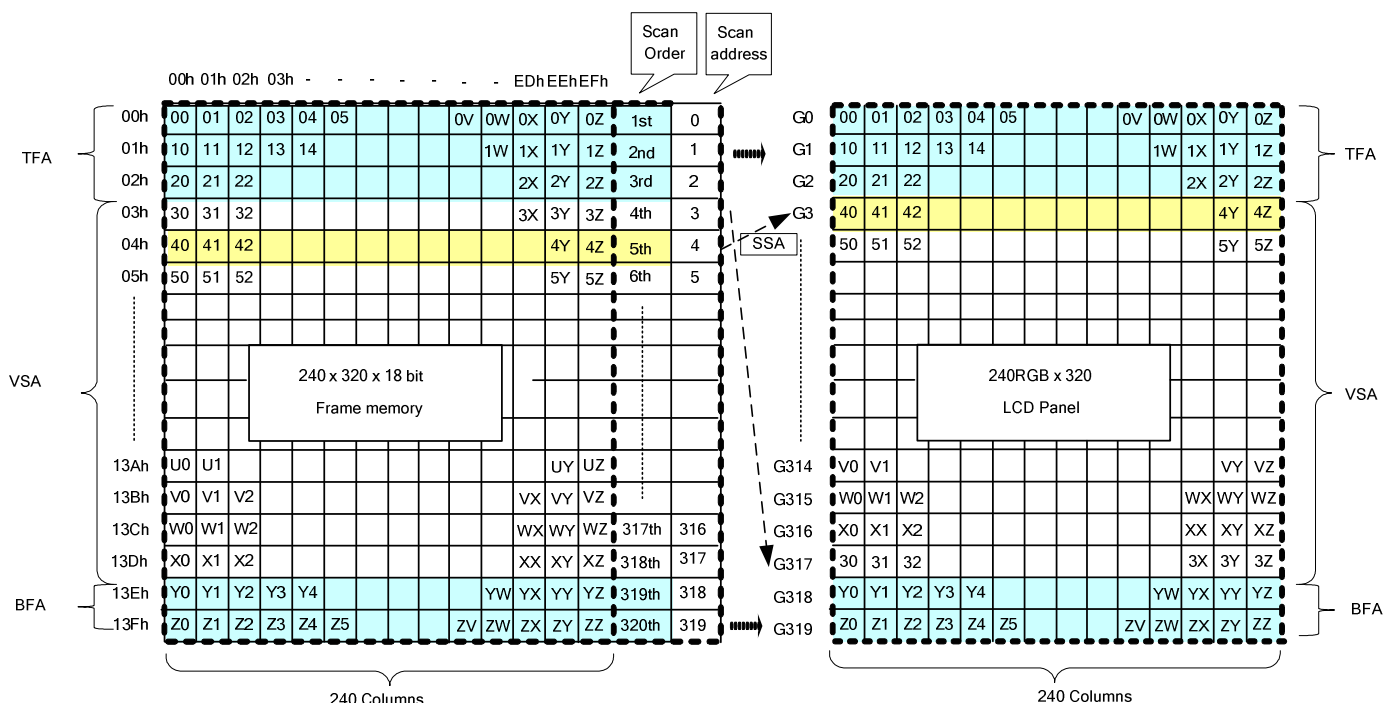 Scan Order
Scan address
00h 01h 02h 03h - - - - - - - EDh EEh EFh
00h 00 01 02 03 04 05 0V 0W 0X 0Y 0Z 1st 0
01h 10 11 12 13 14 1W 1X 1Y 1Z 2nd 1
02h 20 21 22 2X 2Y 2Z 3rd 2
03h 30 31 32 3X 3Y 3Z 4th 3
04h 40 41 42 4Y 4Z 5th 4
05h 50 51 52 5Y 5Z 6th 5
TFA
VSA
BFA
240 x 320 x 18 bit
Frame memory
13Ah U0 U1 UY UZ
13Bh V0 V1 V2 VX VY VZ
13Ch W0 W1 W2 WX WY WZ 317th 316
13Dh X0 X1 X2 XX XY XZ 318th 317
13Eh Y0 Y1 Y2 Y3 Y4 YW YX YY YZ 319th 318
13Fh Z0 Z1 Z2 Z3 Z4 Z5 ZV ZW ZX ZY ZZ 320th 319
240 Columns
SSA
G0 00 01 02 03 04 05 0V 0W 0X 0Y 0Z
G1 10 11 12 13 14 1W 1X 1Y 1Z
G2 20 21 22 2X 2Y 2Z
G3 40 41 42 4Y 4Z
50 51 52 5Y 5Z
240RGB x 320
LCD Panel
G314 V0 V1 VY VZ
G315 W0 W1 W2 WX WY WZ
G316 X0 X1 X2 XX XY XZ
G317 30 31 32 3X 3Y 3Z
G318 Y0 Y1 Y2 Y3 Y4 YW YX YY YZ
G319 Z0 Z1 Z2 Z3 Z4 Z5 ZV ZW ZX ZY ZZ
TFA
VSA
BFA
240 Columns